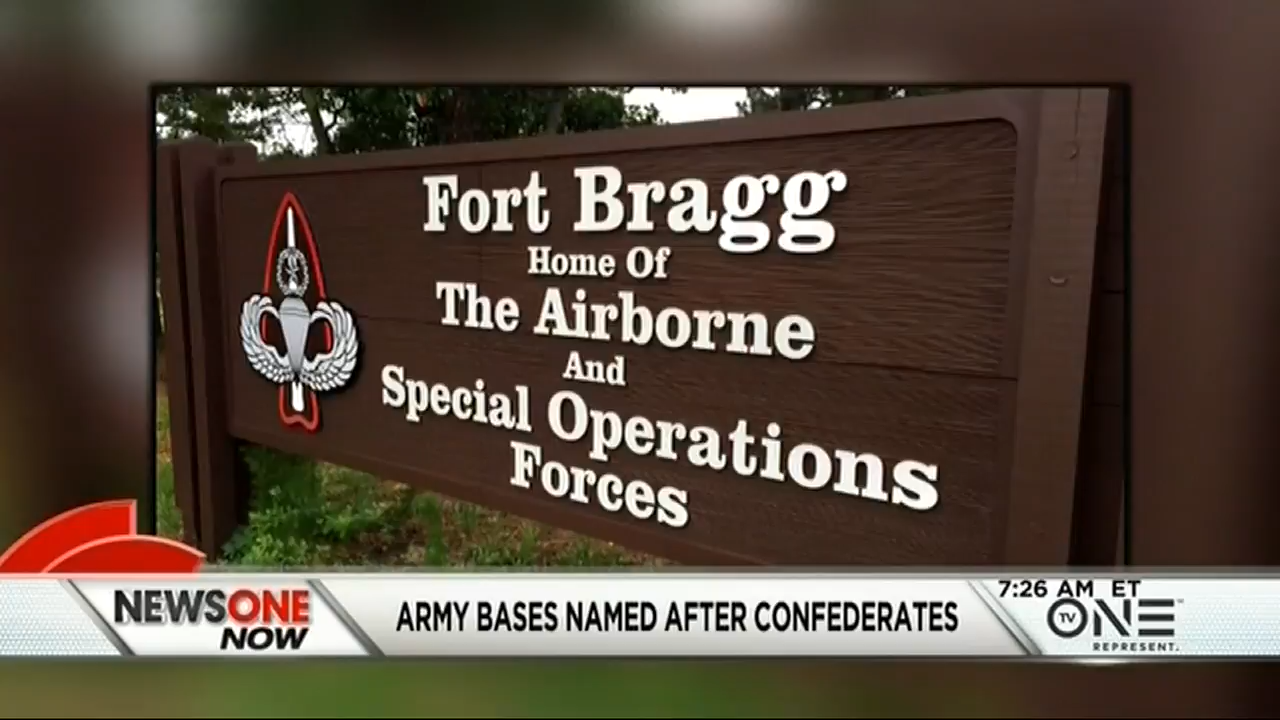 Fort Bragg
Home Of
The Airborne
And
Special Operations
Forces
NEWSONE
NOW
ARMY BASES NAMED AFTER CONFEDERATES
7:26 AM ET
TV ONE
REPRESENT.